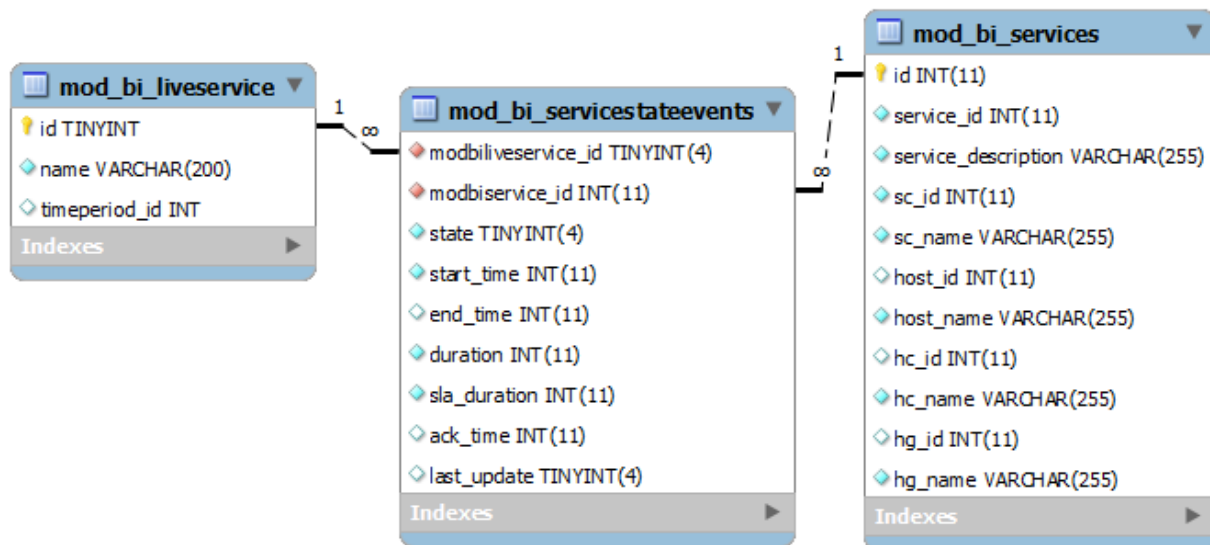 mod_bi_liveservice
id TINYINT
name VARCHAR(200)
timeperiod_id INT
Indexes
1
∞
mod_bi_servicestateevents
modbiliveservice_id TINYINT(4)
modbiservice_id INT(11)
state TINYINT(4)
start_time INT(11)
end_time INT(11)
duration INT(11)
sla_duration INT(11)
ack_time INT(11)
last_update TINYINT(4)
Indexes
1
∞
mod_bi_services
id INT(11)
service_id INT(11)
service_description VARCHAR(255)
sc_id INT(11)
sc_name VARCHAR(255)
host_id INT(11)
host_name VARCHAR(255)
hc_id INT(11)
hc_name VARCHAR(255)
hg_id INT(11)
hg_name VARCHAR(255)
Indexes